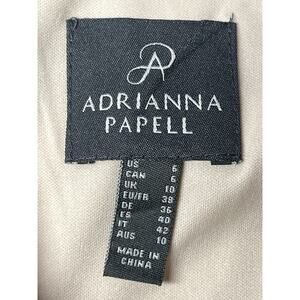 ADRIANNA
PAPELL
US 6
CAN 6
UK 10
EU/FR 38
DE 36
ES 40
IT 42
AUS 10
MADE IN
CHINA